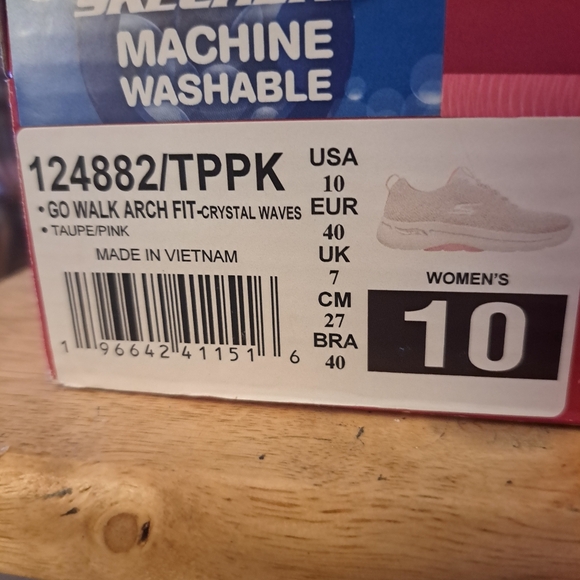 SKECHERS
MACHINE
WASHABLE
124882/TPPK
• GO WALK ARCH FIT-CRYSTAL WAVES
• TAUPE/PINK
MADE IN VIETNAM
1 96642 41151 6
USA
10
EUR
40
UK
7
CM
27
BRA
40
WOMEN'S
10